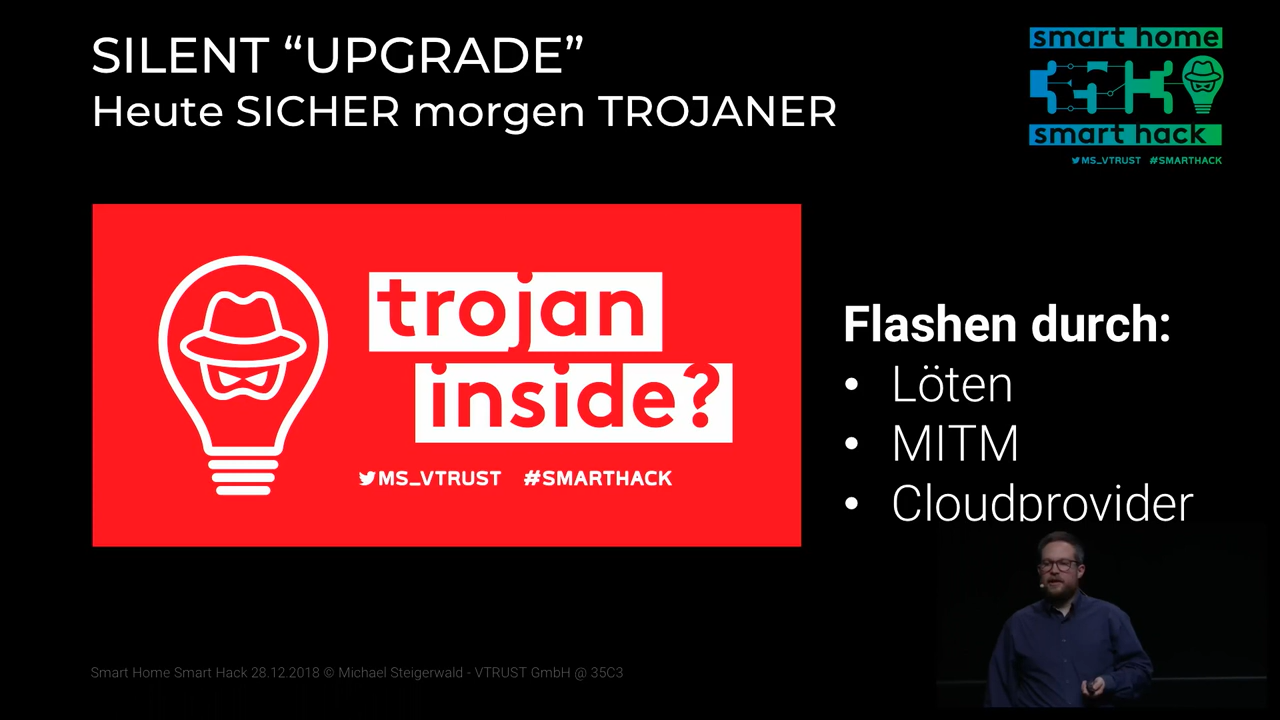 SILENT “UPGRADE”
Heute SICHER morgen TROJANER
smart home
smart hack
MS_VTRUST #SMARTHACK
trojan
inside?
MS_VTRUST #SMARTHACK
Flashen durch:
• Löten
• MITM
• Cloudprovider
Smart Home Smart Hack 28.12.2018 © Michael Steigerwald - VTRUST GmbH @ 35C3